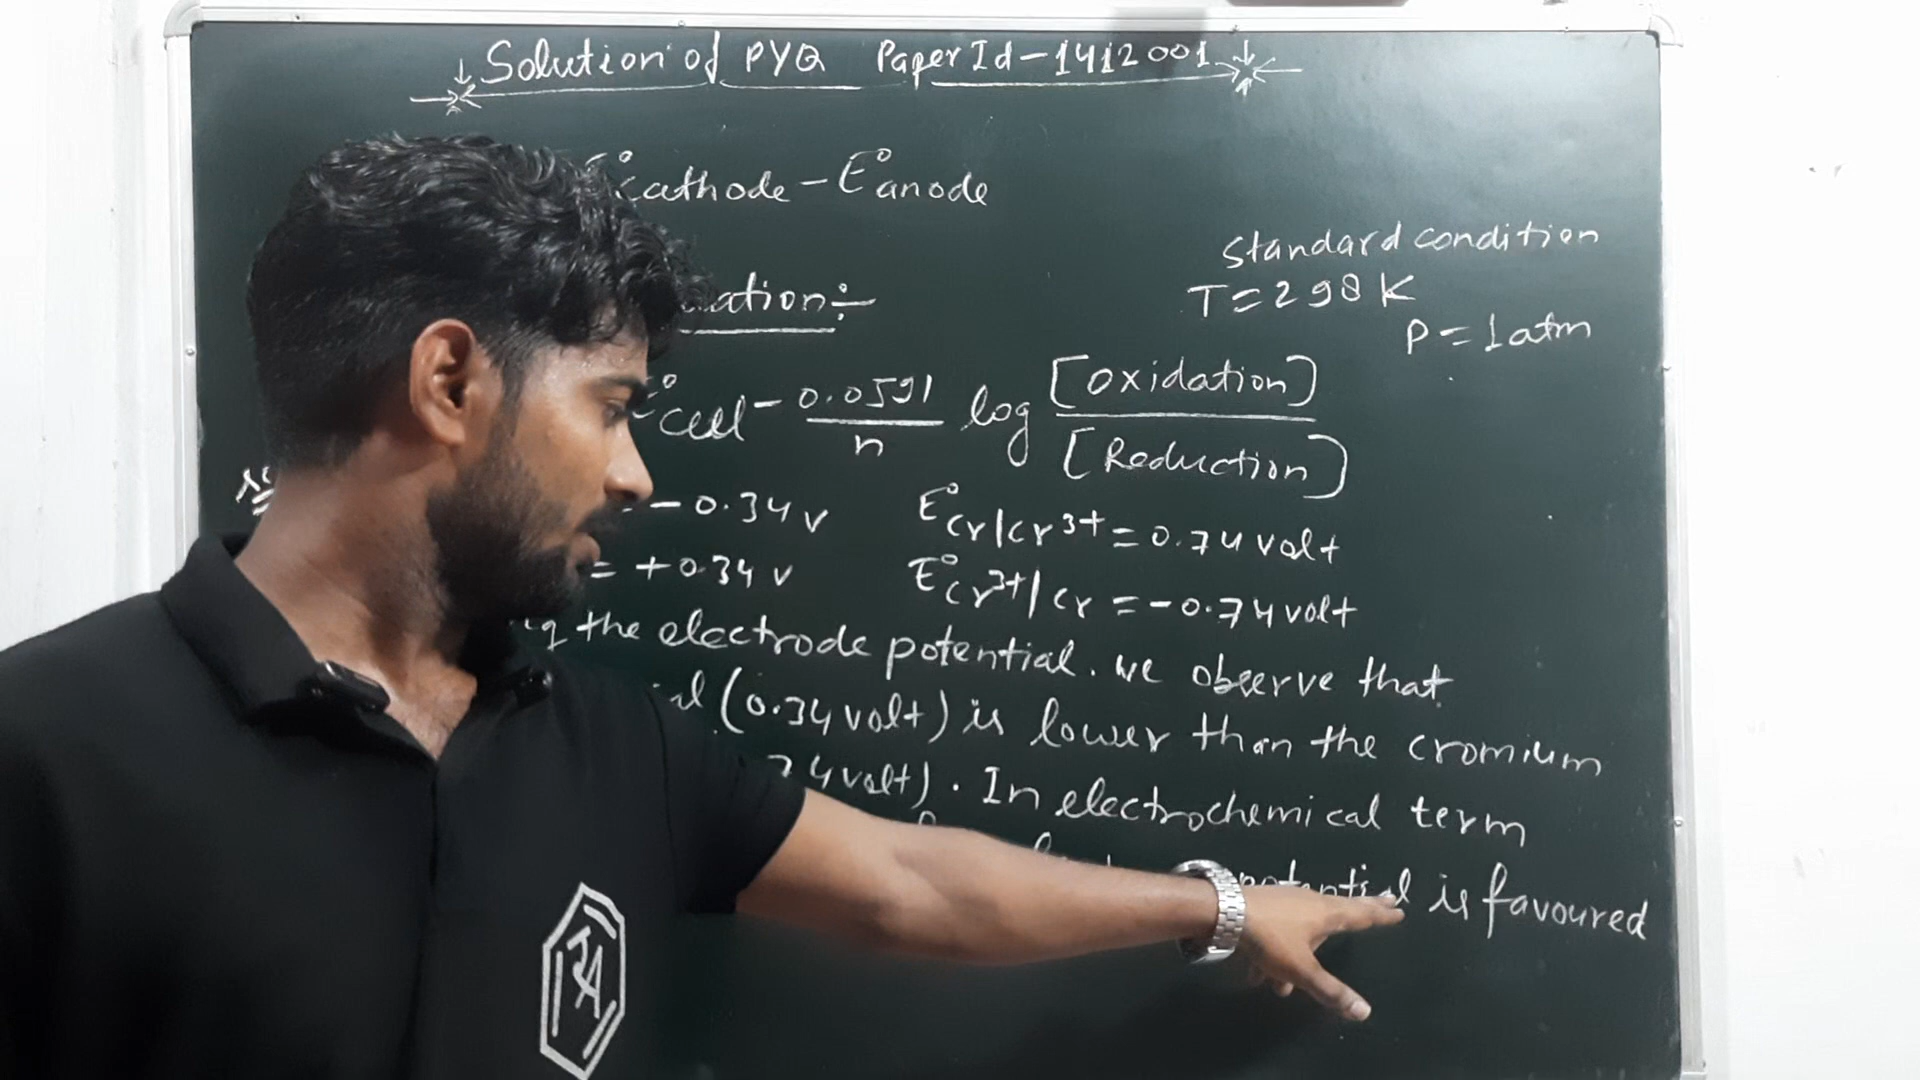 Solution of PYQ Paper Id-1412001
E°cathode - E°anode
Standard condition
T = 298 K
P = 1 atm
ation:-
E°cell - 0.0591/n log [Oxidation]/[Reduction]
- 0.34 v E°Cr|Cr3+ = 0.74 volt
= +0.34 v E°Cr3+|Cr = -0.74 volt
the electrode potential. we observe that
(0.34 volt) is lower than the cromium
74 volt). In electrochemical term
potential is favoured